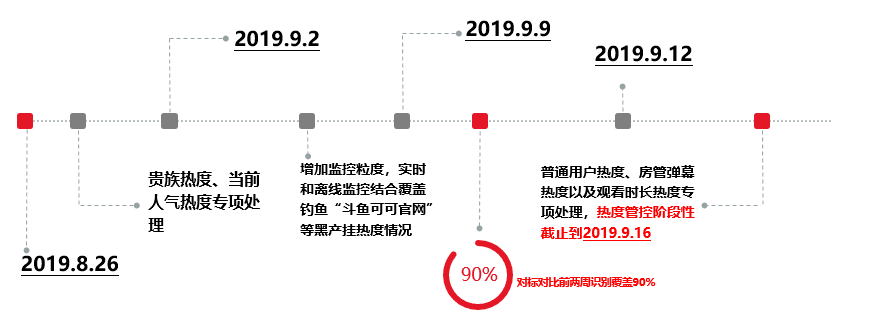 2019.9.2
2019.9.9
2019.9.12
贵族热度、当前
人气热度专项处
理
增加监控粒度，实时
和离线监控结合覆盖
钓鱼“斗鱼可可官网”
等黑产挂热度情况
普通用户热度、房管弹幕
热度以及观看时长热度专
项处理，热度管控阶段性
截止到2019.9.16
2019.8.26
90%
对标对比前两周识别覆盖90%